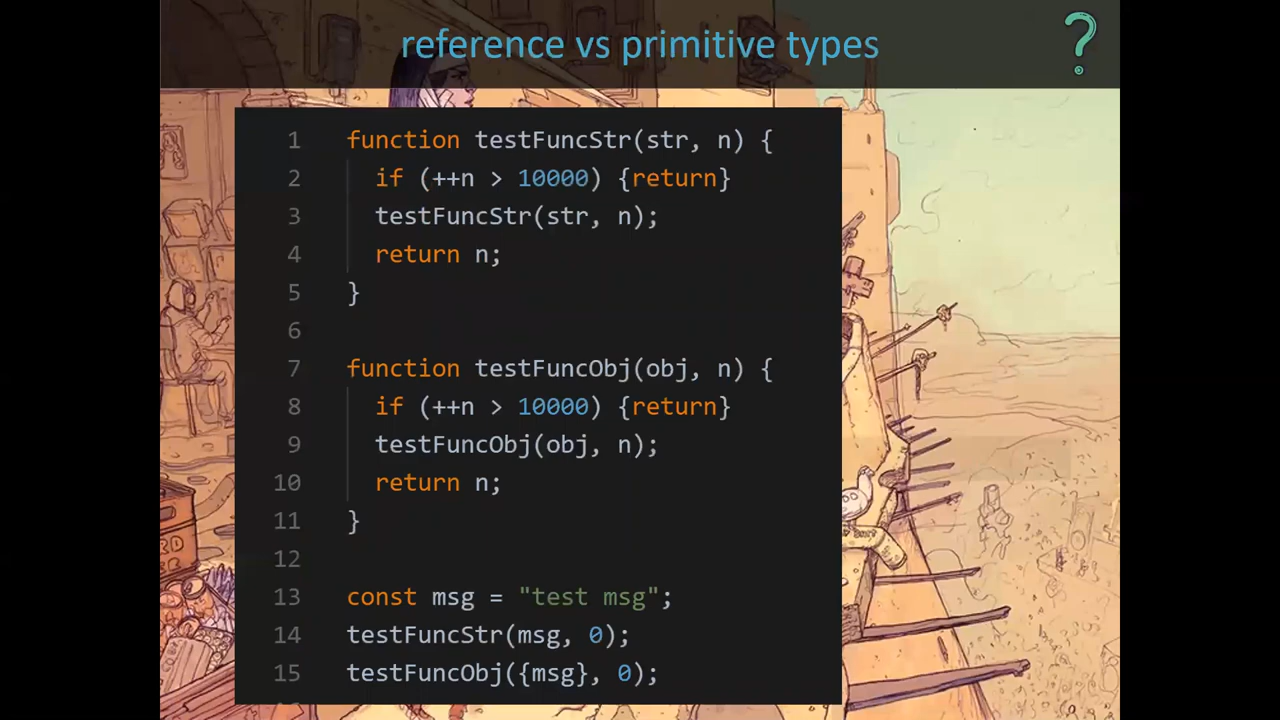 reference vs primitive types
?
1 function testFuncStr(str, n) {
2 if (++n > 10000) {return}
3 testFuncStr(str, n);
4 return n;
5 }
6
7 function testFuncObj(obj, n) {
8 if (++n > 10000) {return}
9 testFuncObj(obj, n);
10 return n;
11 }
12
13 const msg = "test msg";
14 testFuncStr(msg, 0);
15 testFuncObj({msg}, 0);